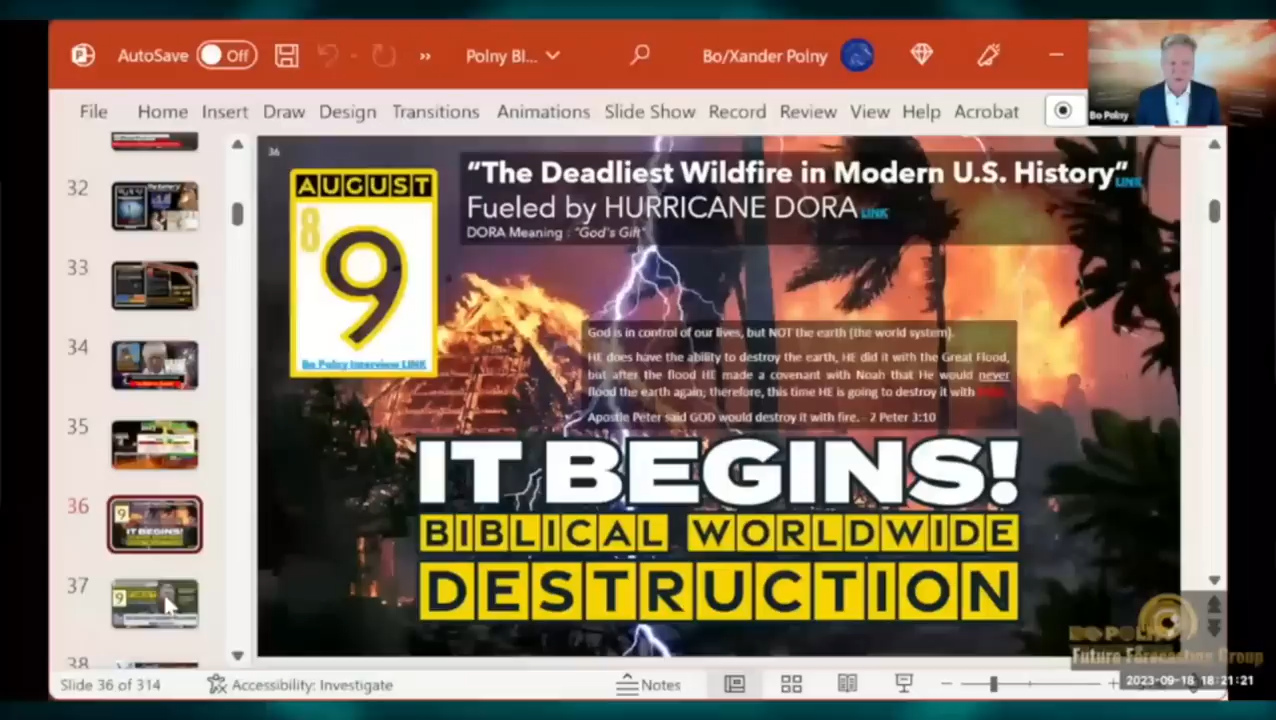 AutoSave Off Polny Bl... Bo/Xander Polny
File Home Insert Draw Design Transitions Animations Slide Show Record Review View Help Acrobat
Bo Polny
32
33
34
35
36
37
38
36
AUGUST
8
9
Bo Polny Interview LINK
"The Deadliest Wildfire in Modern U.S. History" LINK
Fueled by HURRICANE DORA LINK
DORA Meaning : "God's Gift"
God is in control of our lives, but NOT the earth (the world system).
HE does have the ability to destroy the earth, HE did it with the Great Flood,
but after the flood HE made a covenant with Noah that He would never
flood the earth again; therefore, this time HE is going to destroy it with
Apostle Peter said GOD would destroy it with fire. - 2 Peter 3:10
IT BEGINS!
BIBLICAL WORLDWIDE
DESTRUCTION
BO POLNY
Future Forecasting Group
2023-09-18 18:21:21
Slide 36 of 314 Accessibility: Investigate Notes